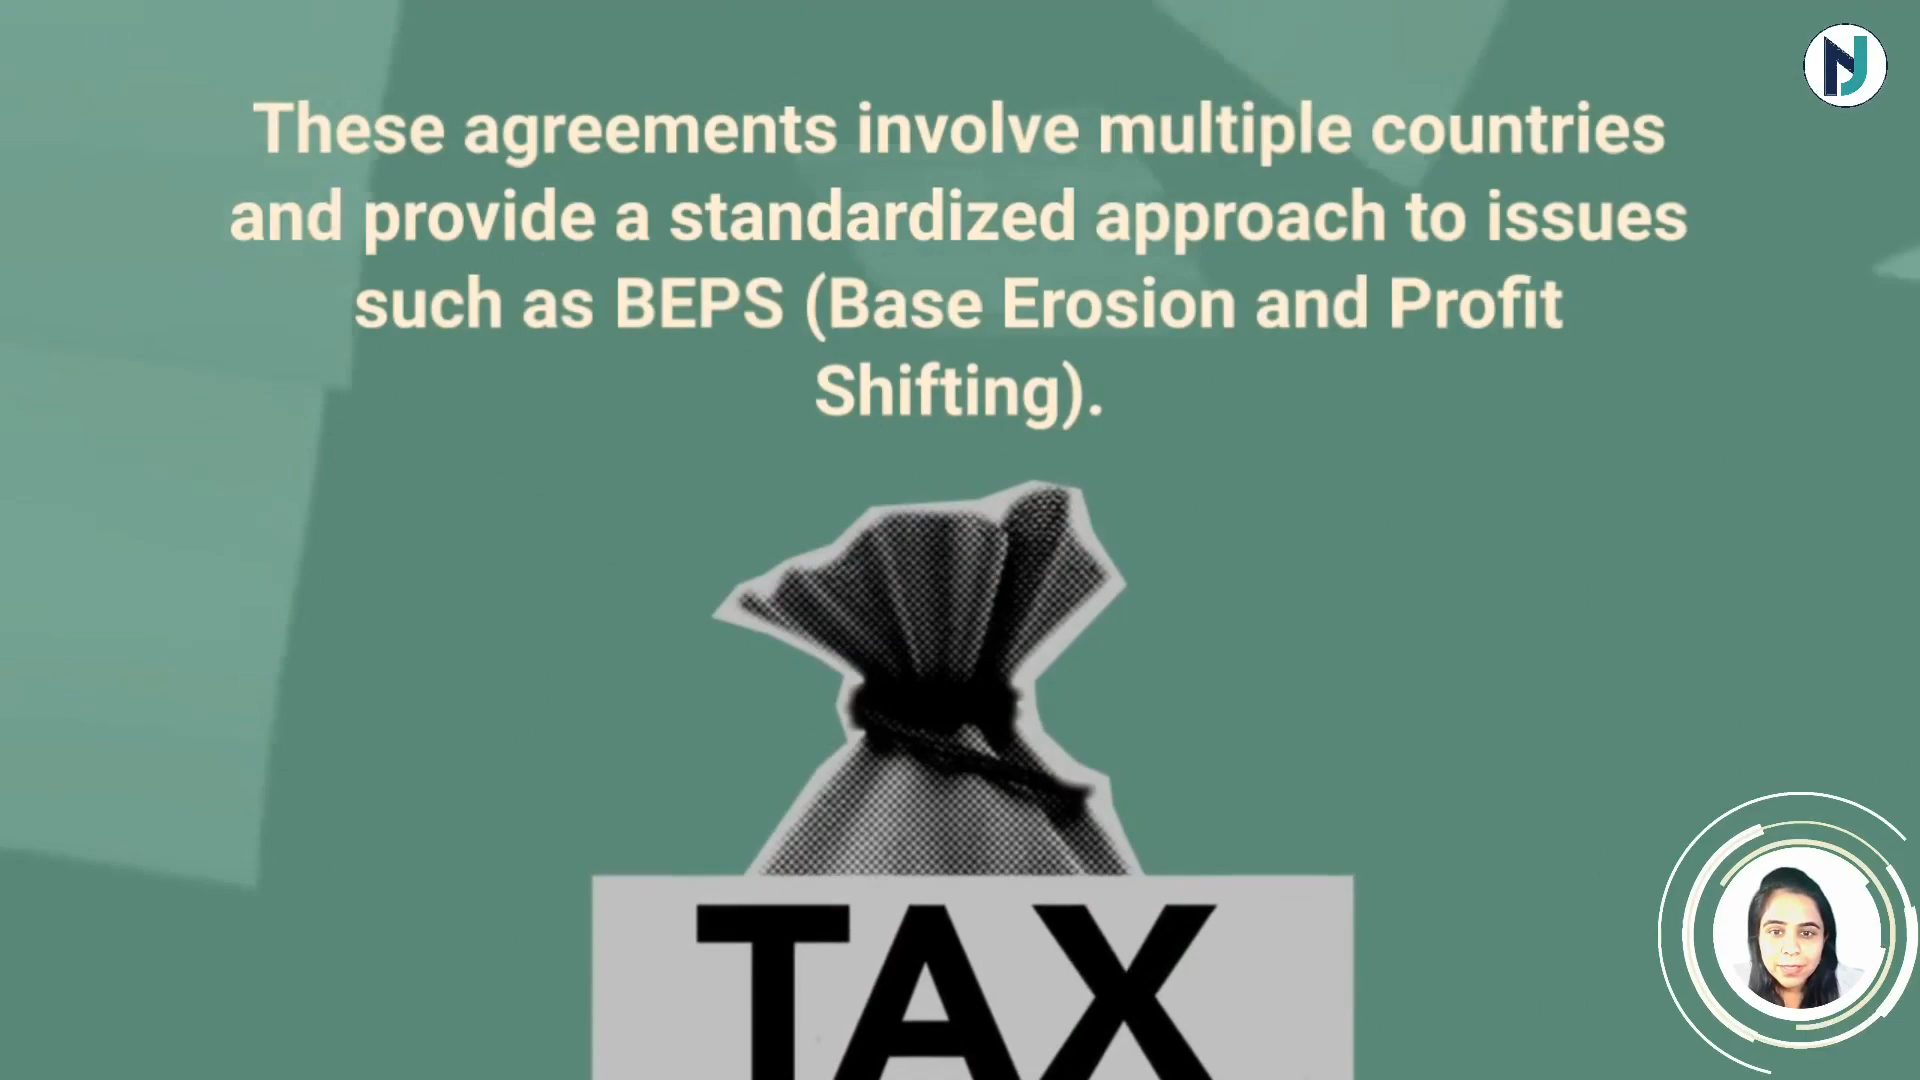 NJ
These agreements involve multiple countries
and provide a standardized approach to issues
such as BEPS (Base Erosion and Profit
Shifting).
TAX